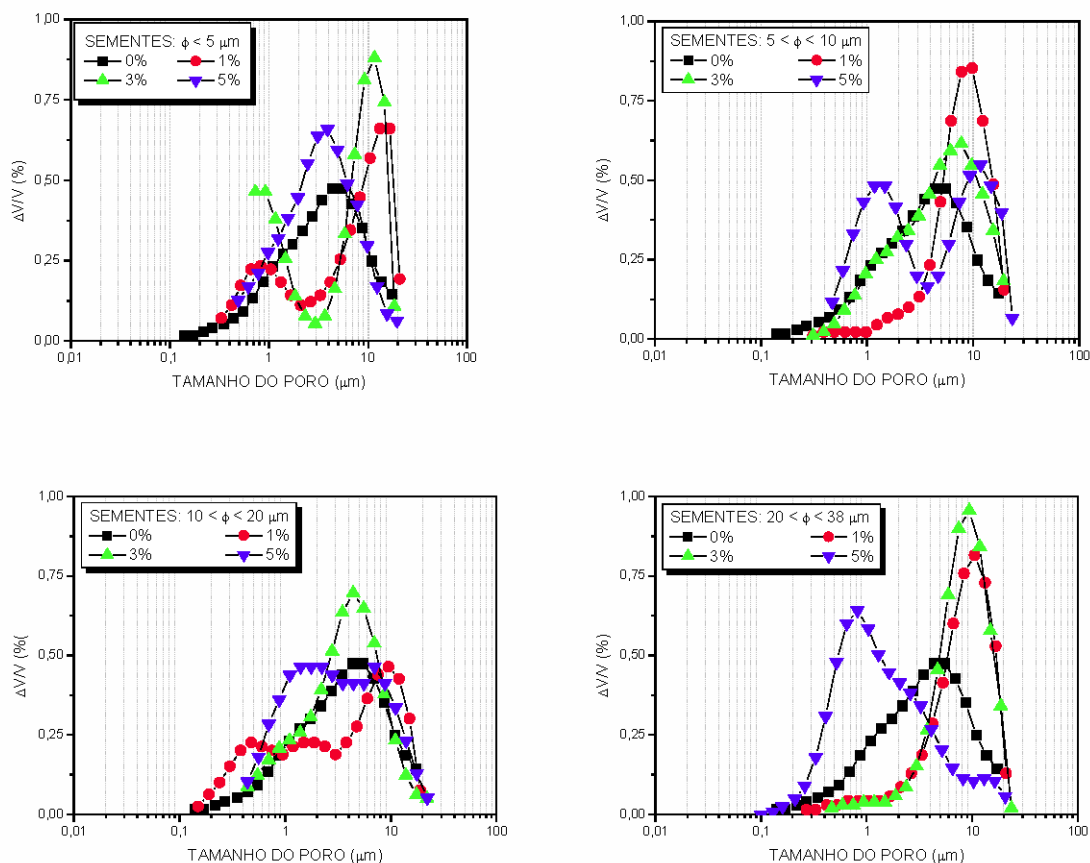 1,00
0,75
0,50
0,25
0,00
ΔV/V (%)
SEMENTES: ϕ < 5 μm
0% 1%
3% 5%
0,01 0,1 1 10 100
TAMANHO DO PORO (μm)
1,00
0,75
0,50
0,25
0,00
ΔV/V (%)
SEMENTES: 5 < ϕ < 10 μm
0% 1%
3% 5%
0,01 0,1 1 10 100
TAMANHO DO PORO (μm)
1,00
0,75
0,50
0,25
0,00
ΔV/V (%(
SEMENTES: 10 < ϕ < 20 μm
0% 1%
3% 5%
0,01 0,1 1 10 100
TAMANHO DO PORO (μm)
1,00
0,75
0,50
0,25
0,00
ΔV/V (%)
SEMENTES: 20 < ϕ < 38 μm
0% 1%
3% 5%
0,01 0,1 1 10 100
TAMANHO DO PORO (μm)